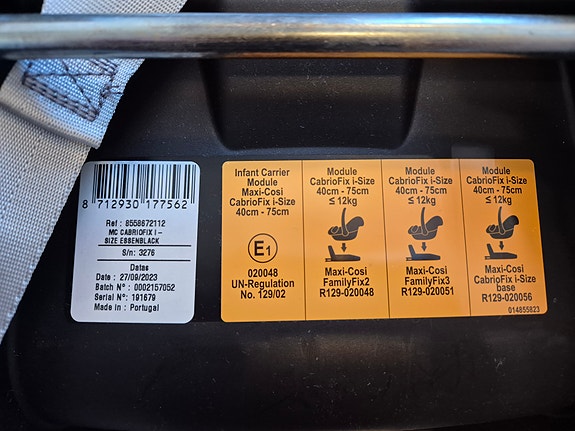 8 712930 177562
Ref : 8558672112
MC CABRIOFIX I -
SIZE ESSENBLACK
S/n: 3276
Datas
Date : 27/09/2023
Batch Nº : 0002157052
Serial Nº: 191679
Made in : Portugal
Infant Carrier
Module
Maxi-Cosi
CabrioFix i-Size
40cm - 75cm
E1
020048
UN-Regulation
No. 129/02
Module
CabrioFix i-Size
40cm - 75cm
≤ 12kg
Maxi-Cosi
FamilyFix2
R129-020048
Module
CabrioFix i-Size
40cm - 75cm
≤ 12kg
Maxi-Cosi
FamilyFix3
R129-020051
Module
CabrioFix i-Size
40cm - 75cm
≤ 12kg
Maxi-Cosi
CabrioFix i-Size
base
R129-020056
014855823